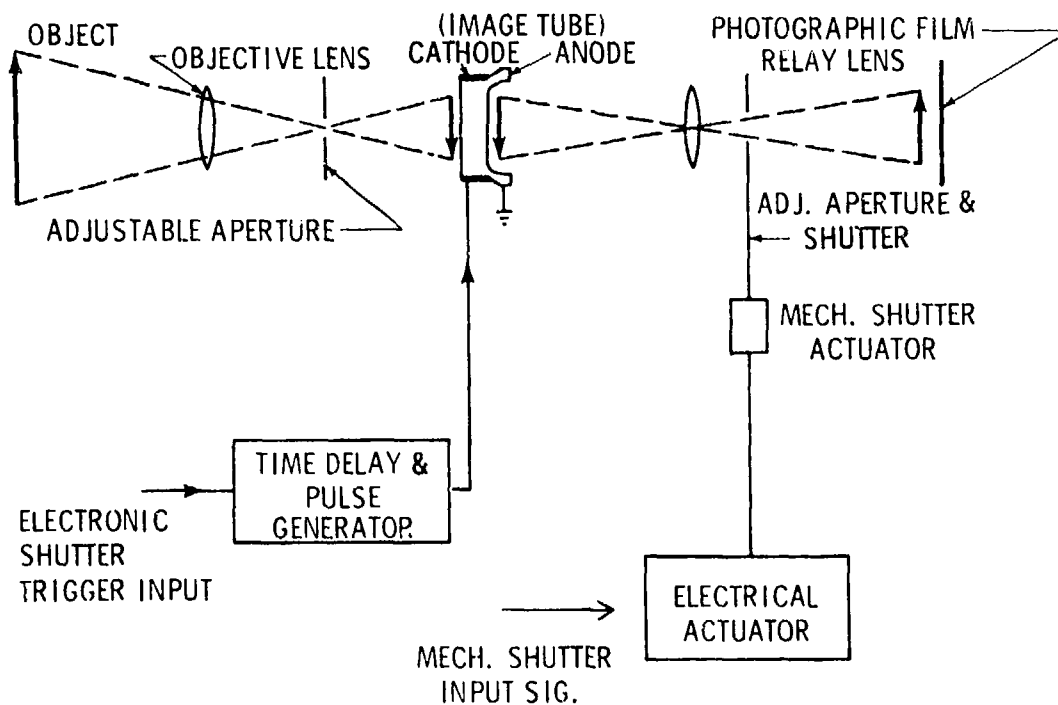 OBJECT
OBJECTIVE LENS
(IMAGE TUBE)
CATHODE
ANODE
PHOTOGRAPHIC FILM
RELAY LENS
ADJUSTABLE APERTURE
ADJ. APERTURE &
SHUTTER
MECH. SHUTTER
ACTUATOR
TIME DELAY &
PULSE
GENERATOP.
ELECTRONIC
SHUTTER
TRIGGER INPUT
ELECTRICAL
ACTUATOR
MECH. SHUTTER
INPUT SIG.